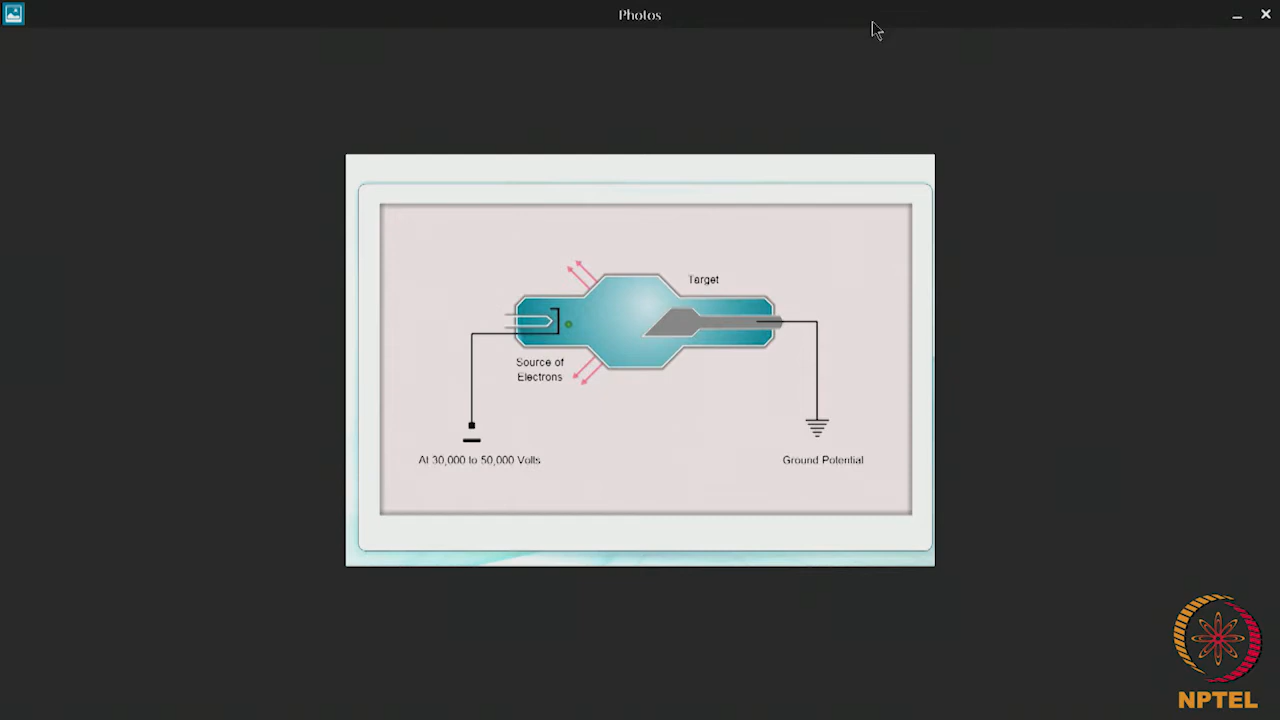 Photos
Target
Source of
Electrons
At 30,000 to 50,000 Volts
Ground Potential
NPTEL